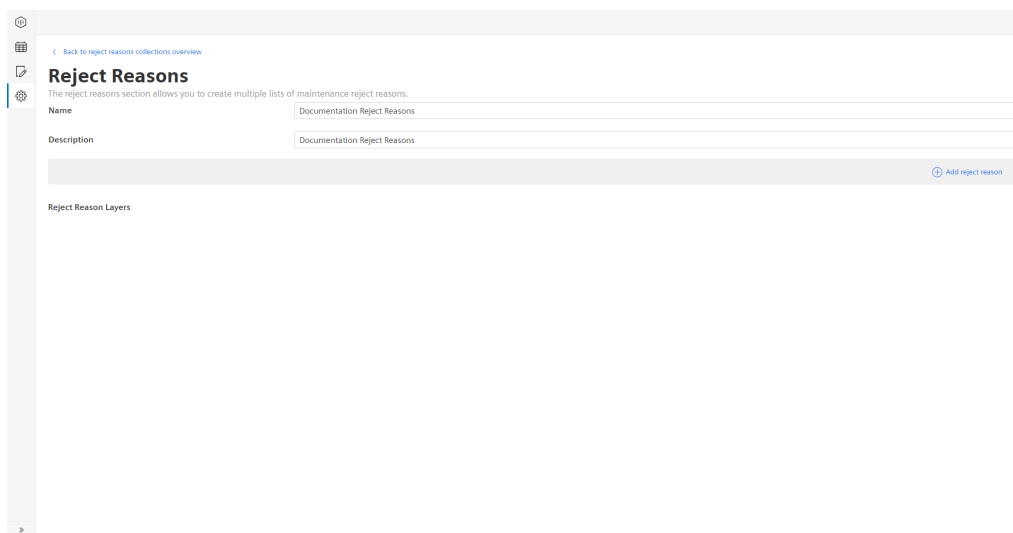 Back to reject reasons collections overview
Reject Reasons
The reject reasons section allows you to create multiple lists of maintenance reject reasons.
Name
Documentation Reject Reasons
Description
Documentation Reject Reasons
Add reject reason
Reject Reason Layers